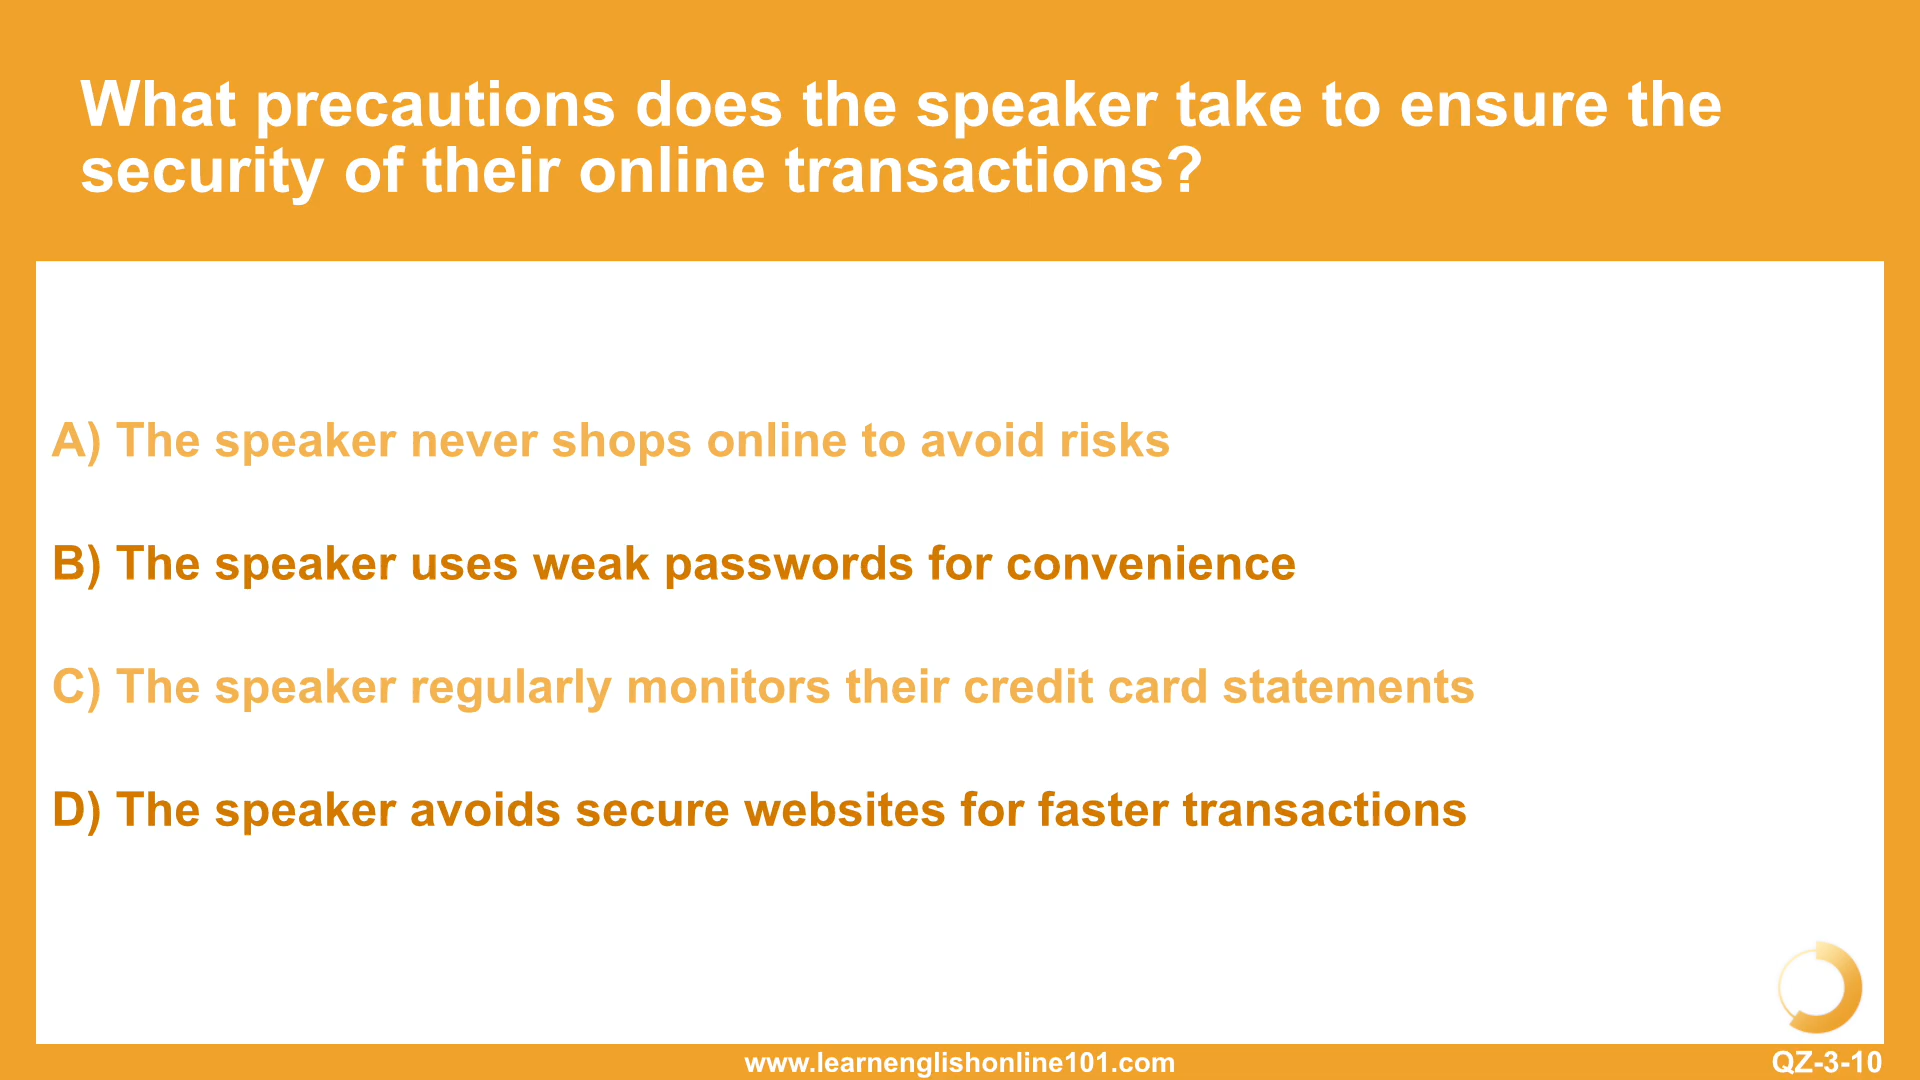 What precautions does the speaker take to ensure the
security of their online transactions?
A) The speaker never shops online to avoid risks
B) The speaker uses weak passwords for convenience
C) The speaker regularly monitors their credit card statements
D) The speaker avoids secure websites for faster transactions
www.learnenglishonline101.com
QZ-3-10